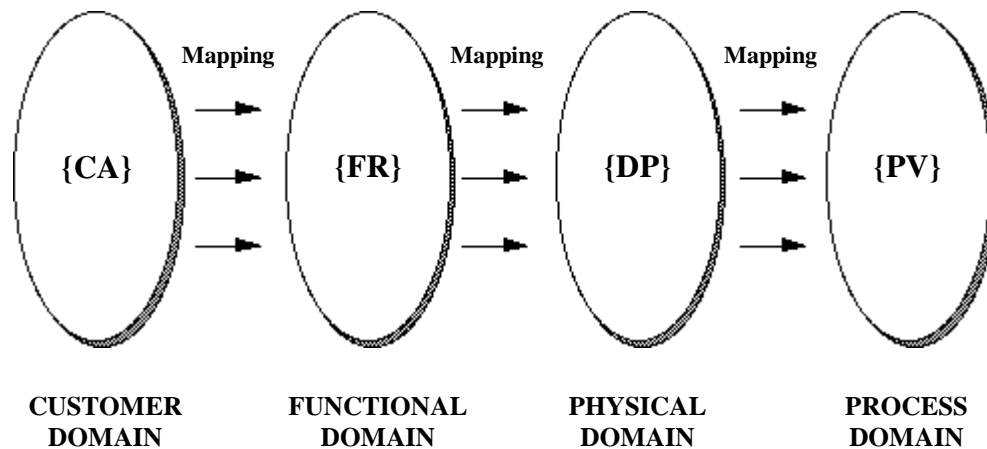 Mapping
Mapping
Mapping
{CA}
{FR}
{DP}
{PV}
CUSTOMER
DOMAIN
FUNCTIONAL
DOMAIN
PHYSICAL
DOMAIN
PROCESS
DOMAIN